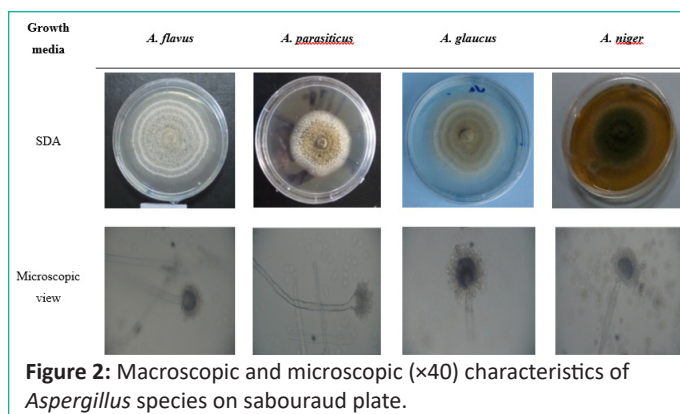 Growth media A. flavus A. parasiticus A. glaucus A. niger
SDA
Microscopic view
Figure 2: Macroscopic and microscopic (×40) characteristics of
Aspergillus species on sabouraud plate.